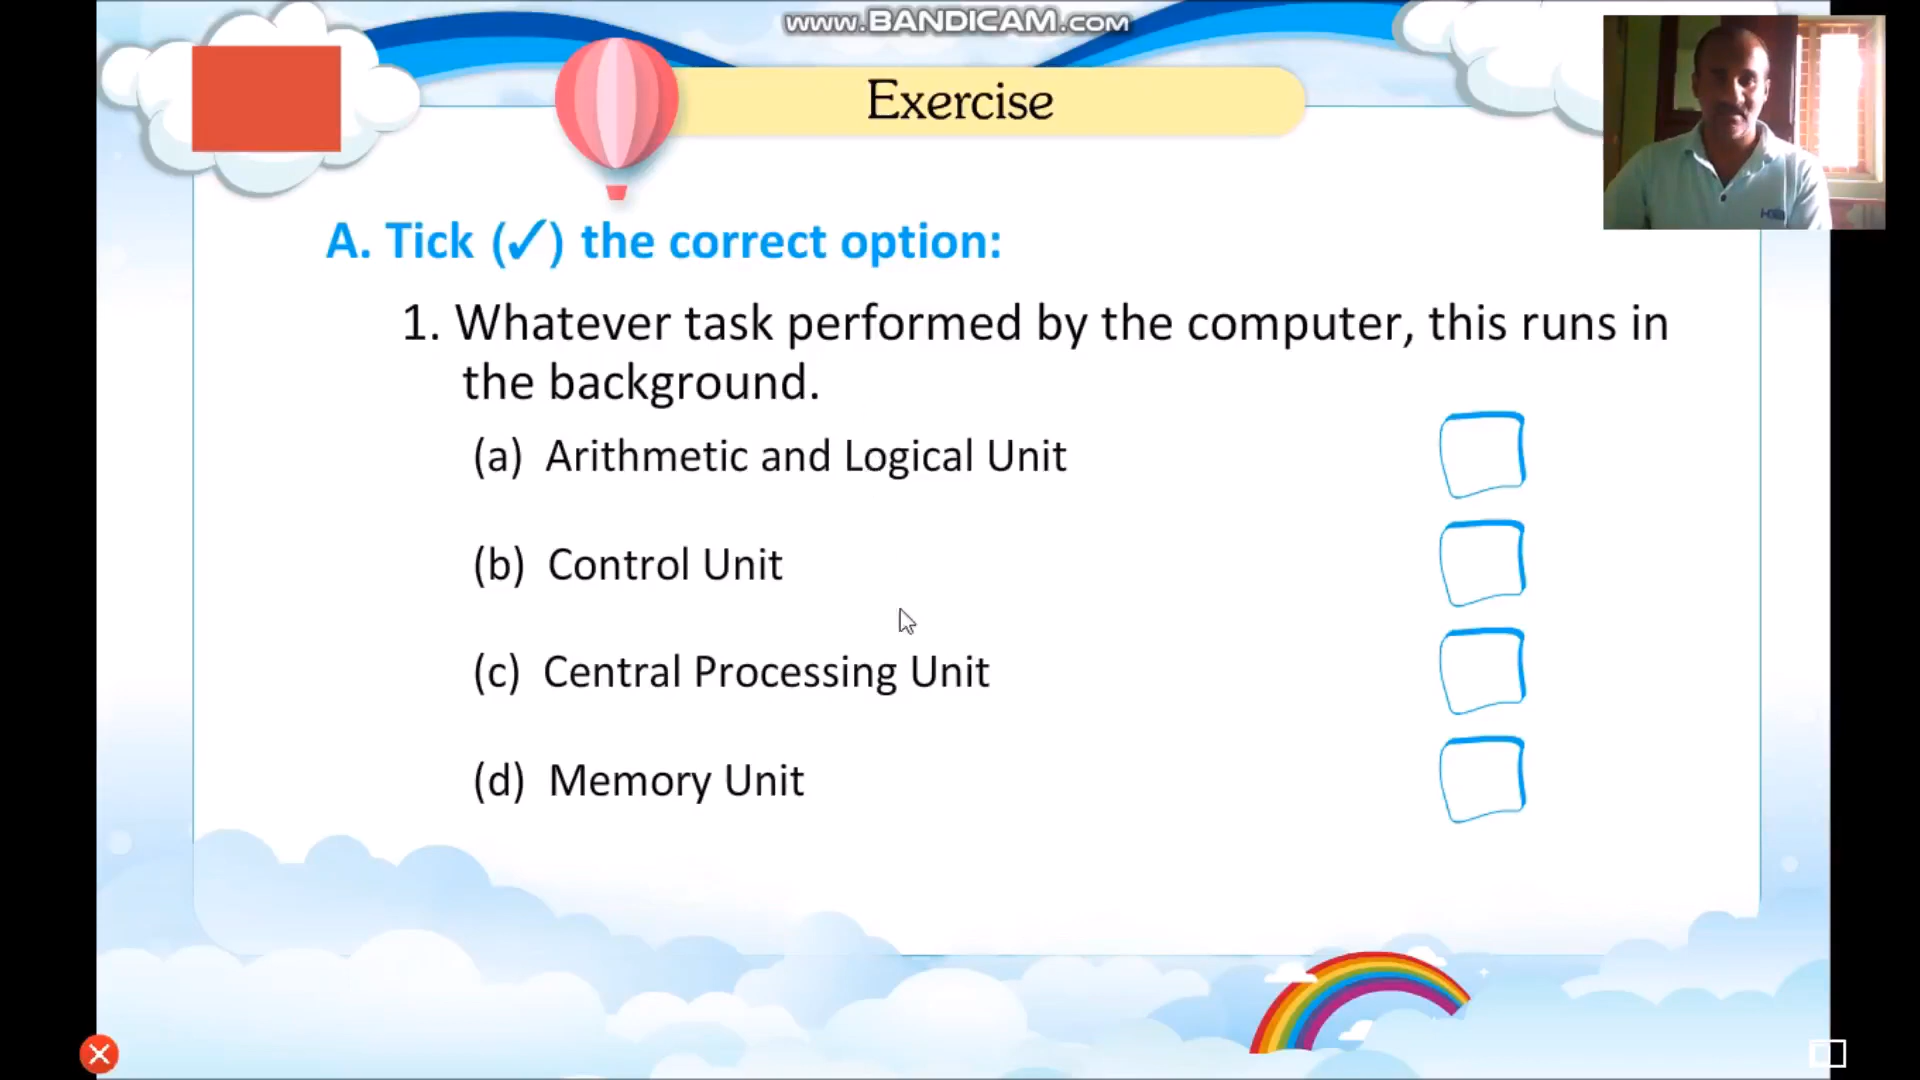 www.BANDICAM.com
Exercise
A. Tick (✓) the correct option:
1. Whatever task performed by the computer, this runs in
the background.
(a) Arithmetic and Logical Unit
(b) Control Unit
(c) Central Processing Unit
(d) Memory Unit